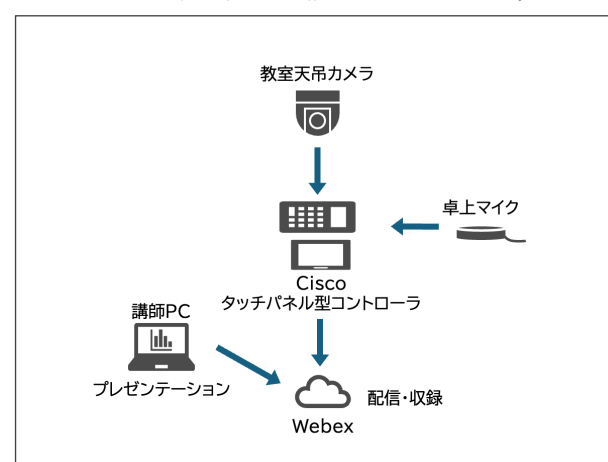 教室天吊カメラ
卓上マイク
Cisco
タッチパネル型コントローラ
講師PC
プレゼンテーション
配信・収録
Webex